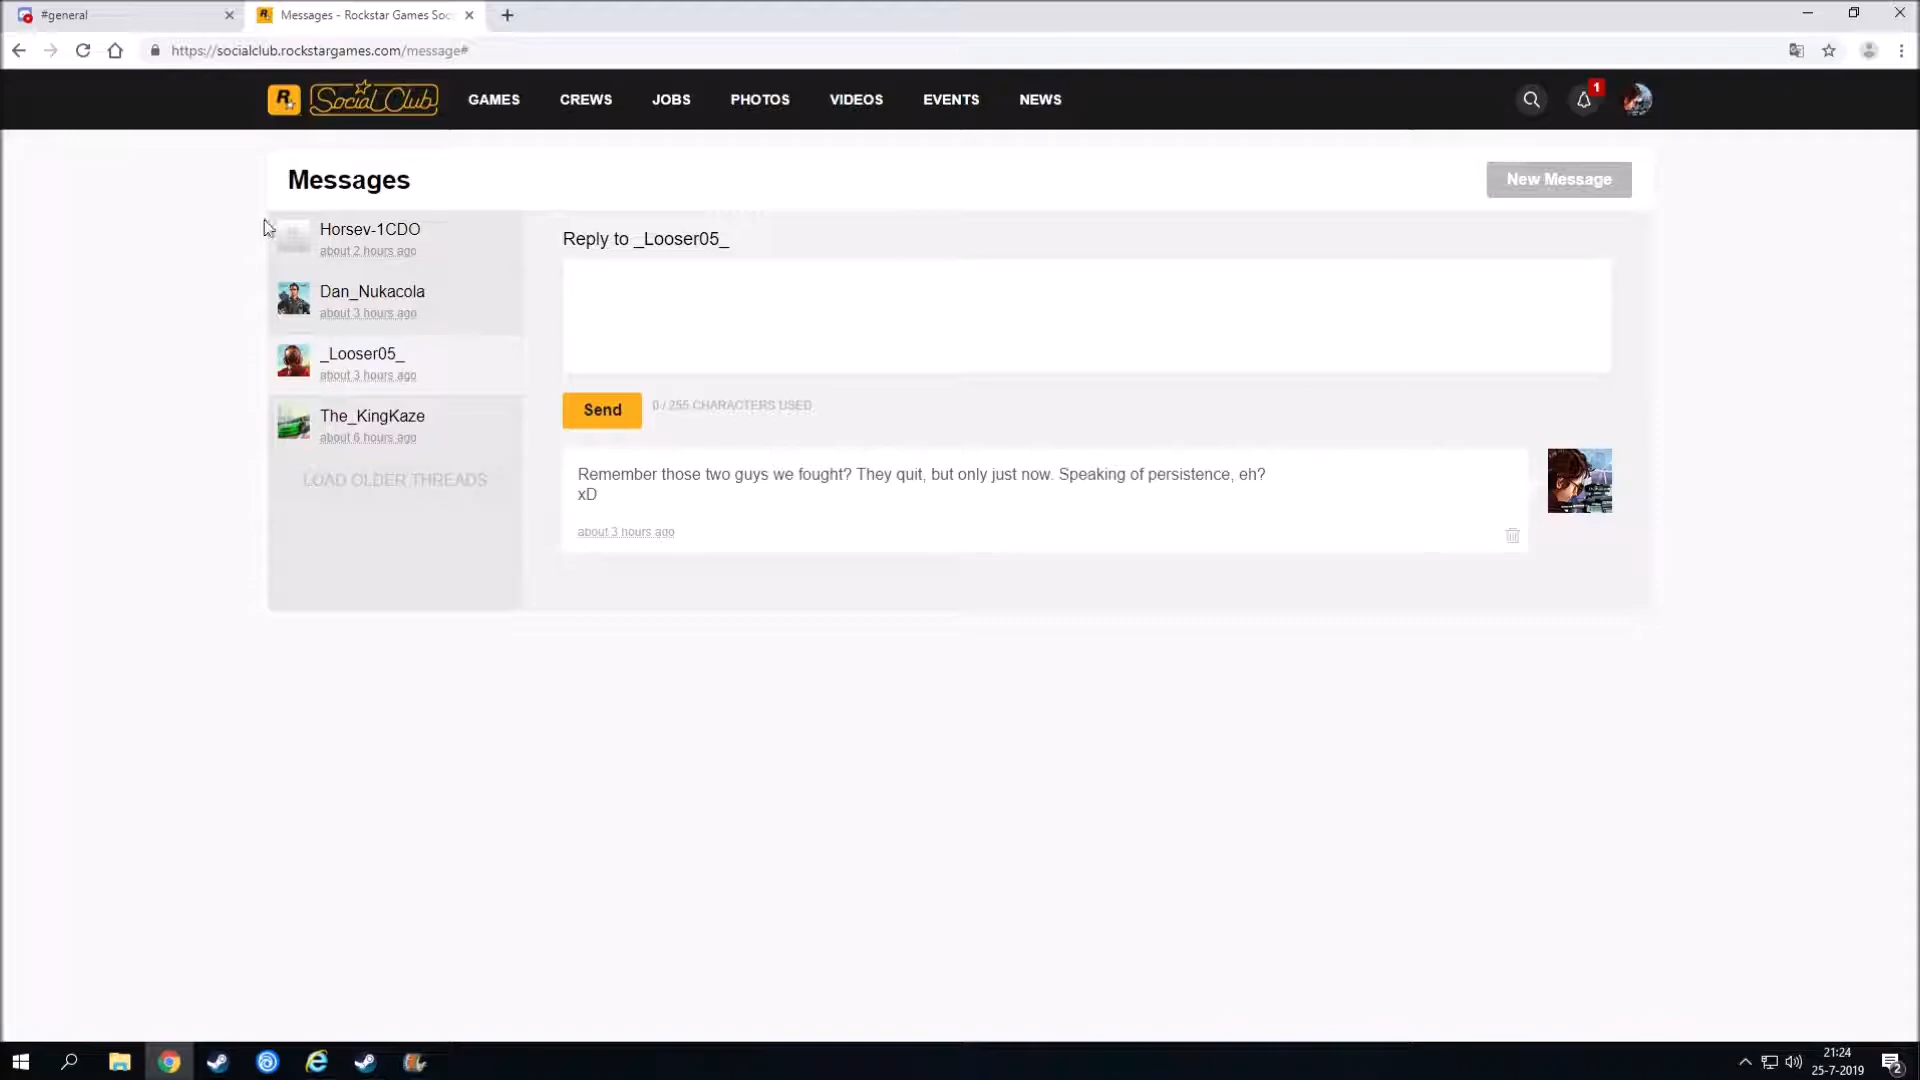 #general
Messages - Rockstar Games Soc
https://socialclub.rockstargames.com/message#
R
Social Club
GAMES
CREWS
JOBS
PHOTOS
VIDEOS
EVENTS
NEWS
1
Messages
New Message
Horsev-1CDO
about 2 hours ago
Dan_Nukacola
about 3 hours ago
_Looser05_
about 3 hours ago
The_KingKaze
about 6 hours ago
LOAD OLDER THREADS
Reply to _Looser05_
Send
0 / 255 CHARACTERS USED
Remember those two guys we fought? They quit, but only just now. Speaking of persistence, eh?
xD
about 3 hours ago
21:24
25-7-2019
2